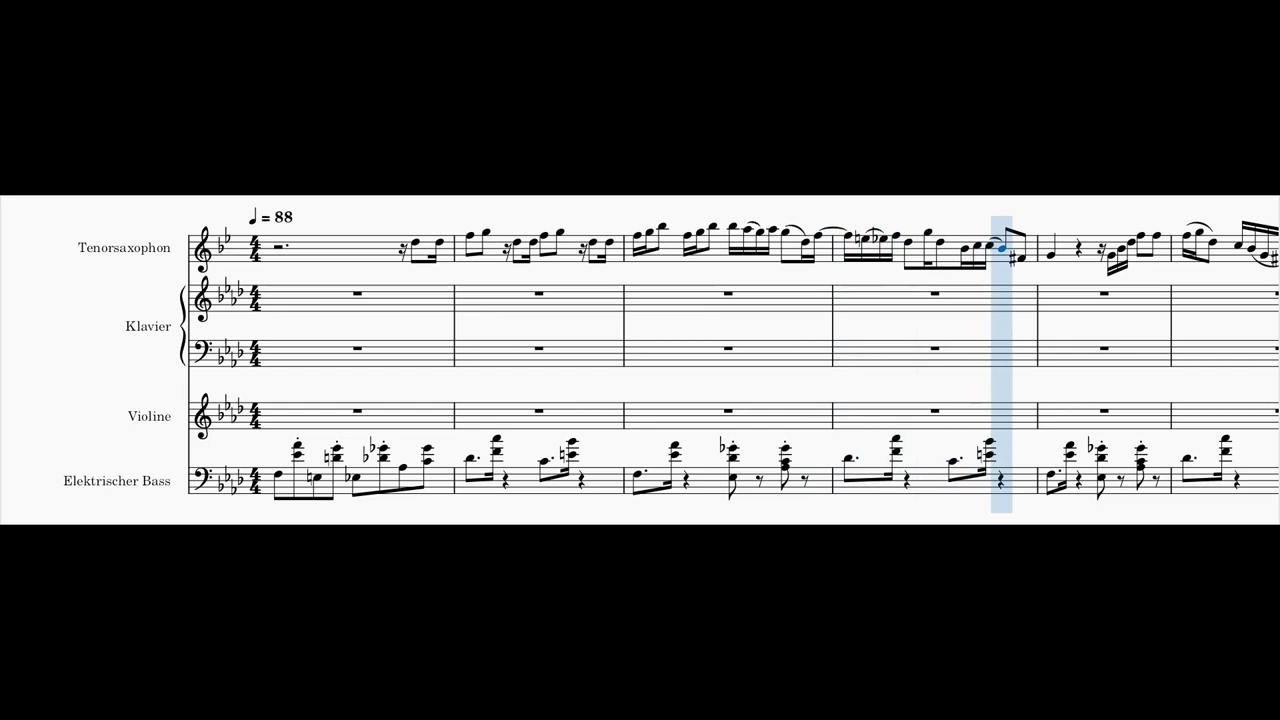 ♩ = 88
Tenorsaxophon
Klavier
Violine
Elektrischer Bass